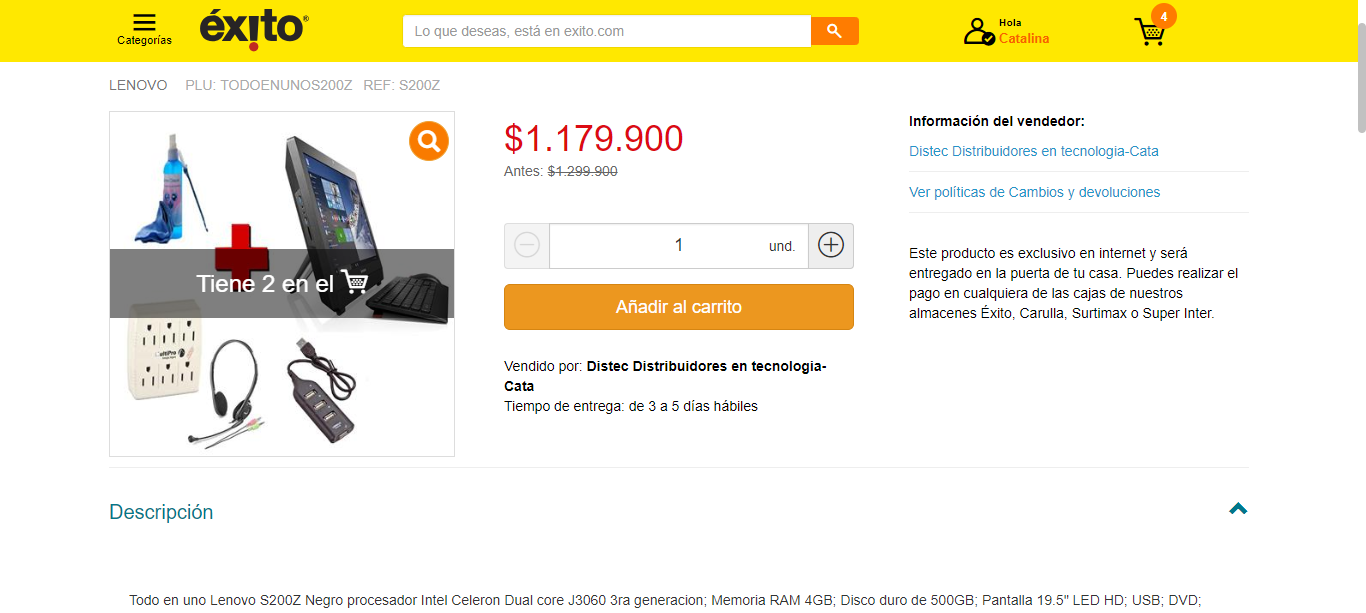 Categorías
éxito®
Lo que deseas, está en exito.com
Hola
Catalina
4
LENOVO PLU: TODOENUNOS200Z REF: S200Z
Tiene 2 en el
$1.179.900
Antes: $1.299.900
1 und.
Añadir al carrito
Vendido por: Distec Distribuidores en tecnologia-
Cata
Tiempo de entrega: de 3 a 5 días hábiles
Información del vendedor:
Distec Distribuidores en tecnologia-Cata
Ver políticas de Cambios y devoluciones
Este producto es exclusivo en internet y será
entregado en la puerta de tu casa. Puedes realizar el
pago en cualquiera de las cajas de nuestros
almacenes Éxito, Carulla, Surtimax o Super Inter.
Descripción
Todo en uno Lenovo S200Z Negro procesador Intel Celeron Dual core J3060 3ra generacion; Memoria RAM 4GB; Disco duro de 500GB; Pantalla 19.5" LED HD; USB; DVD;